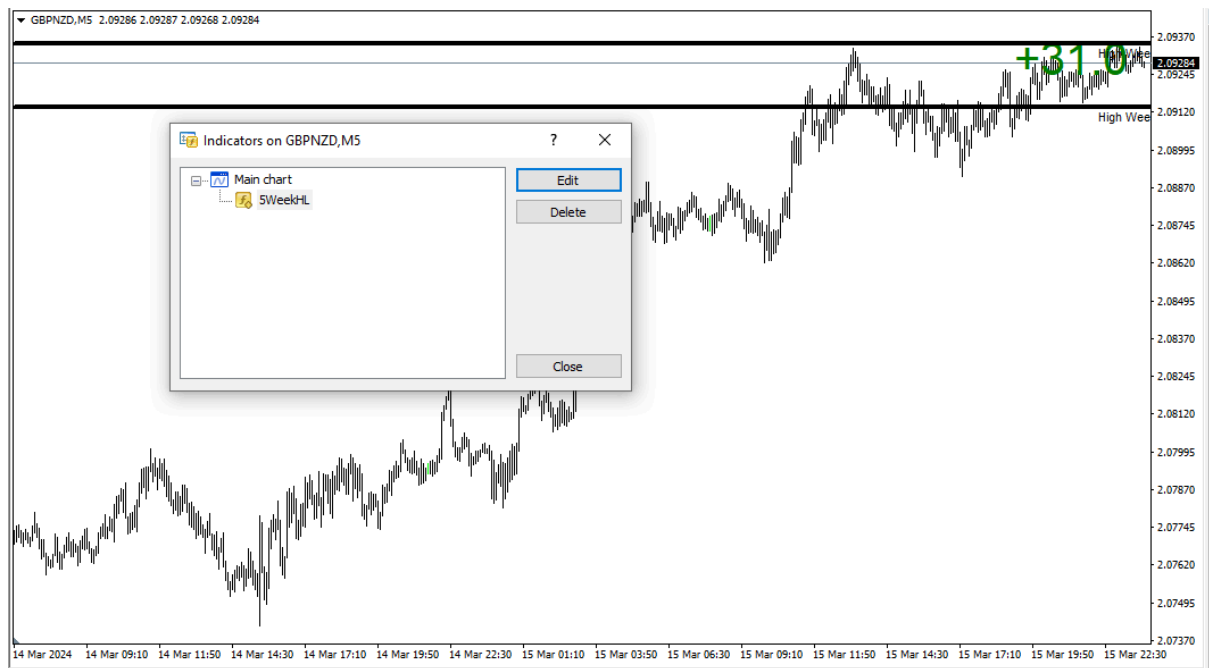 GBPNZD,M5 2.09286 2.09287 2.09268 2.09284
2.09370
High Wee
+31.0
2.09284
2.09245
2.09120
High Wee
Indicators on GBPNZD,M5
?
Main chart
Edit
5WeekHL
Delete
Close
2.08995
2.08870
2.08745
2.08620
2.08495
2.08370
2.08245
2.08120
2.07995
2.07870
2.07745
2.07620
2.07495
2.07370
14 Mar 2024 14 Mar 09:10 14 Mar 11:50 14 Mar 14:30 14 Mar 17:10 14 Mar 19:50 14 Mar 22:30 15 Mar 01:10 15 Mar 03:50 15 Mar 06:30 15 Mar 09:10 15 Mar 11:50 15 Mar 14:30 15 Mar 17:10 15 Mar 19:50 15 Mar 22:30